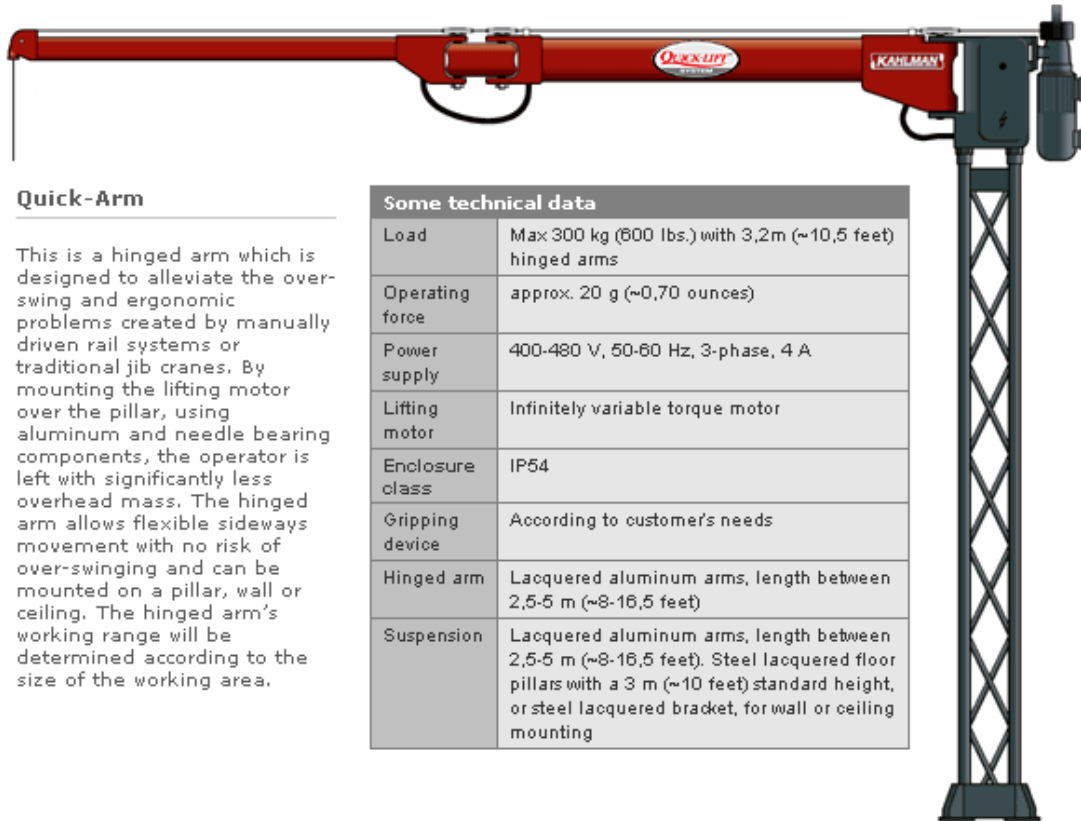 QUICK-LIFT
SYSTEM
KAHLMAN
Quick-Arm
This is a hinged arm which is
designed to alleviate the over-
swing and ergonomic
problems created by manually
driven rail systems or
traditional jib cranes. By
mounting the lifting motor
over the pillar, using
aluminum and needle bearing
components, the operator is
left with significantly less
overhead mass. The hinged
arm allows flexible sideways
movement with no risk of
over-swinging and can be
mounted on a pillar, wall or
ceiling. The hinged arm's
working range will be
determined according to the
size of the working area.
Some technical data
Load
Max 300 kg (600 lbs.) with 3,2m (~10,5 feet)
hinged arms
Operating
force
approx. 20 g (~0,70 ounces)
Power
supply
400-480 V, 50-60 Hz, 3-phase, 4 A
Lifting
motor
Infinitely variable torque motor
Enclosure
class
IP54
Gripping
device
According to customer's needs
Hinged arm
Lacquered aluminum arms, length between
2,5-5 m (~8-16,5 feet)
Suspension
Lacquered aluminum arms, length between
2,5-5 m (~8-16,5 feet). Steel lacquered floor
pillars with a 3 m (~10 feet) standard height,
or steel lacquered bracket, for wall or ceiling
mounting